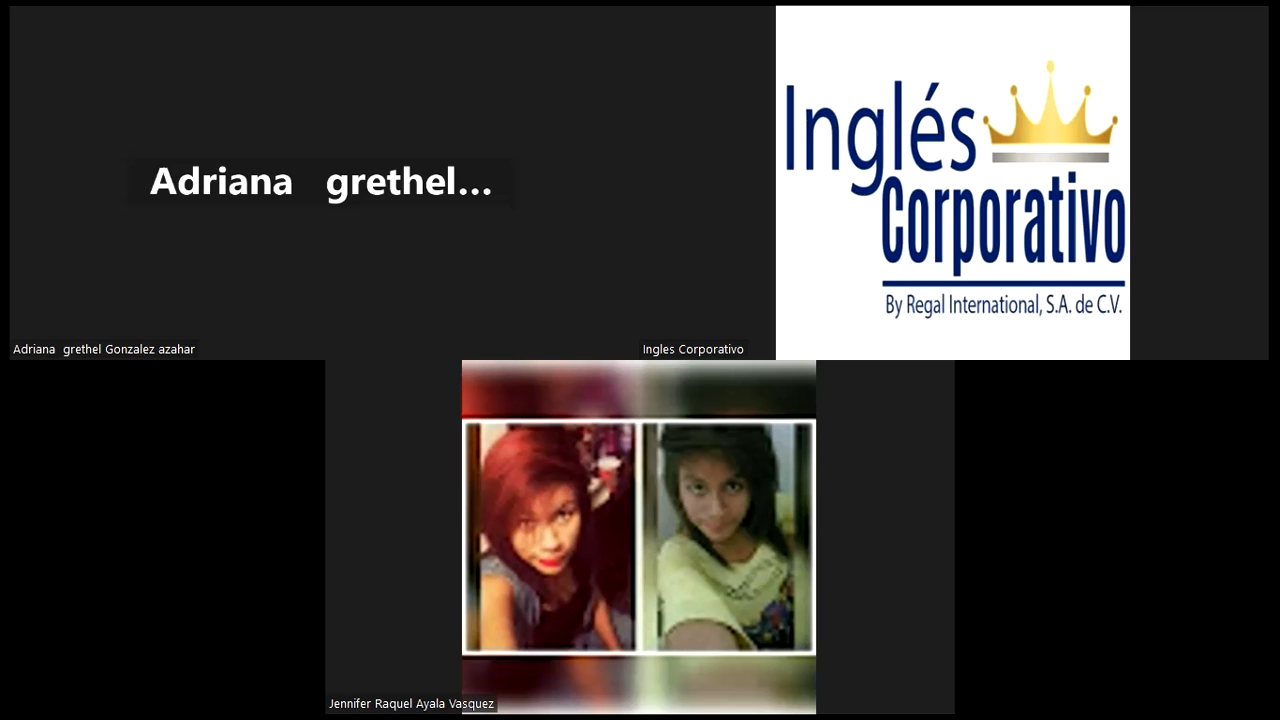 Adriana grethel...
Adriana grethel Gonzalez azahar
Inglés
Corporativo
By Regal International, S.A. de C.V.
Ingles Corporativo
Jennifer Raquel Ayala Vasquez